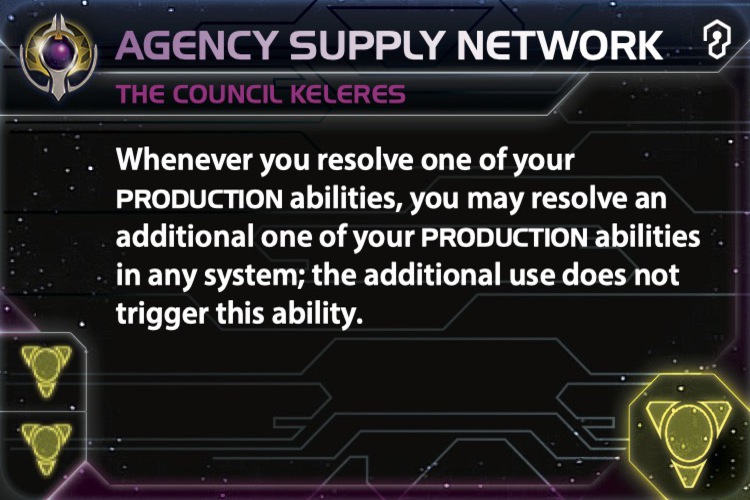 AGENCY SUPPLY NETWORK
THE COUNCIL KELERES
Whenever you resolve one of your
PRODUCTION abilities, you may resolve an
additional one of your PRODUCTION abilities
in any system; the additional use does not
trigger this ability.